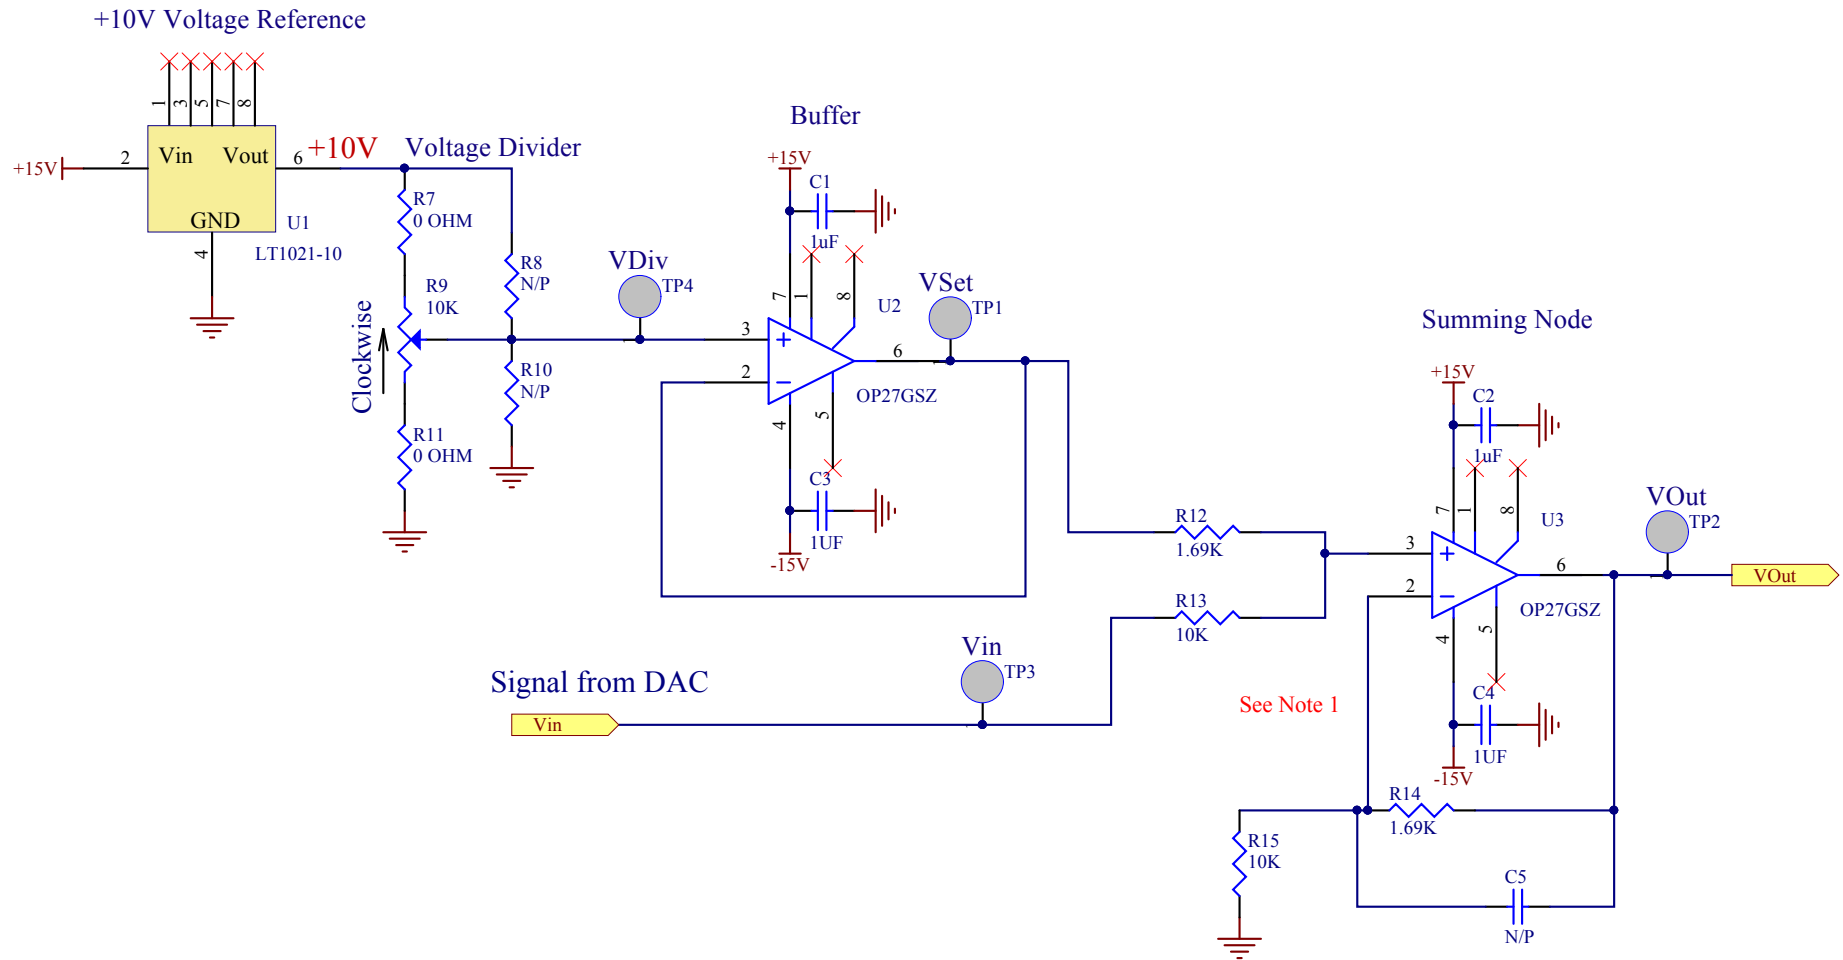 +10V Voltage Reference
1
3
5
7
8
Vin
Vout
+15V
2
6
+10V
Voltage Divider
GND
U1
4
LT1021-10
R7
0 OHM
R8
N/P
R9
10K
Clockwise
R10
N/P
R11
0 OHM
VDiv
TP4
Buffer
+15V
C1
1uF
7
1
8
U2
3
2
6
OP27GSZ
4
5
C3
1UF
-15V
VSet
TP1
R12
1.69K
R13
10K
Signal from DAC
Vin
Vin
TP3
Summing Node
+15V
C2
1uF
7
1
8
U3
3
2
6
OP27GSZ
4
5
See Note 1
C4
1UF
-15V
VOut
TP2
VOut
R14
1.69K
R15
10K
C5
N/P